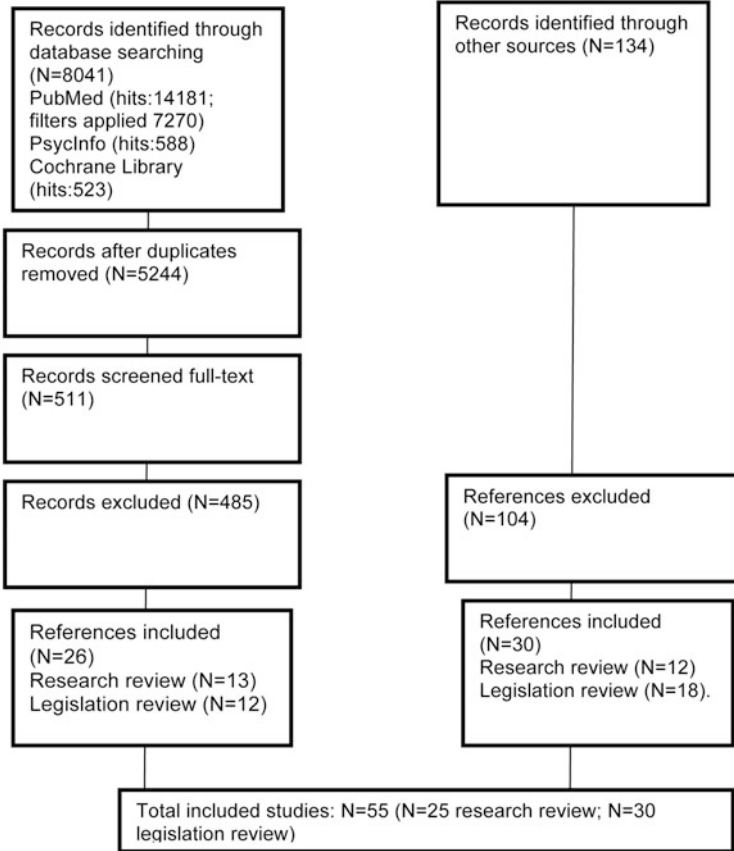 Records identified through
database searching
(N=8041)
PubMed (hits:14181;
filters applied 7270)
PsycInfo (hits:588)
Cochrane Library
(hits:523)
Records identified through
other sources (N=134)
Records after duplicates
removed (N=5244)
Records screened full-text
(N=511)
Records excluded (N=485)
References excluded
(N=104)
References included
(N=26)
Research review (N=13)
Legislation review (N=12)
References included
(N=30)
Research review (N=12)
Legislation review (N=18).
Total included studies: N=55 (N=25 research review; N=30
legislation review)